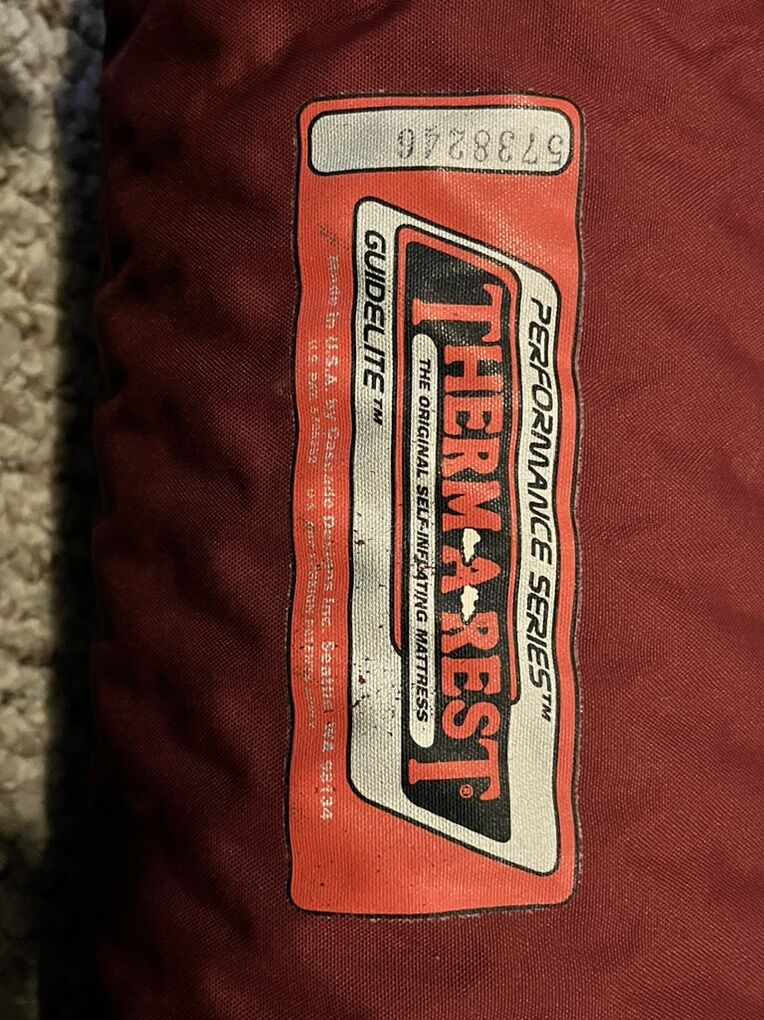 5738246
PERFORMANCE SERIES™
THERM-A-REST®
THE ORIGINAL SELF-INFLATING MATTRESS
GUIDELITE™
Made in U.S.A. by Cascade Designs Inc. Seattle, WA 98134